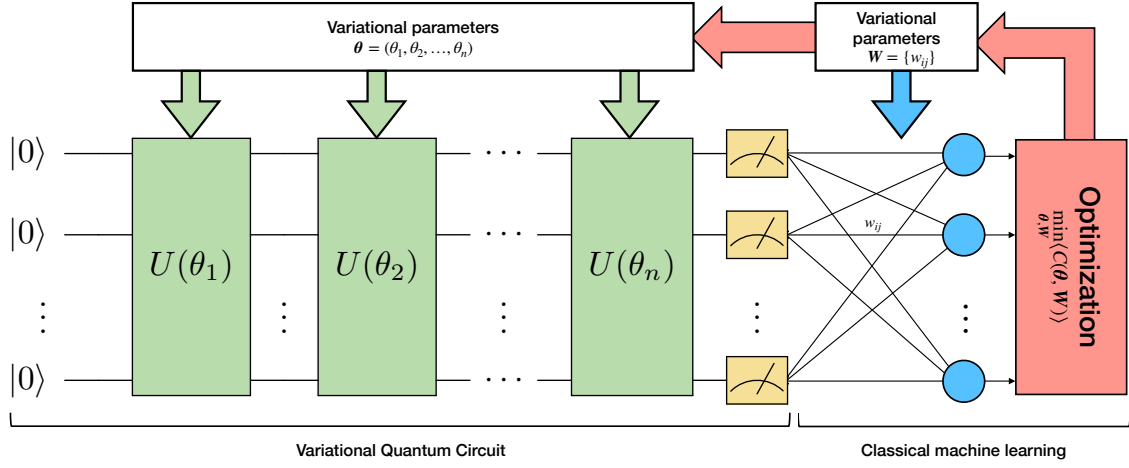 Variational parameters
θ = (θ₁, θ₂, …, θₙ)
Variational
parameters
W = {wᵢⱼ}
|0⟩
|0⟩
⋮
|0⟩
U(θ₁)
⋮
U(θ₂)
· · ·
· · ·
⋮
· · ·
U(θₙ)
⋮
wᵢⱼ
⋮
Optimization
min⟨C(θ, W)⟩
θ,W
Variational Quantum Circuit
Classical machine learning